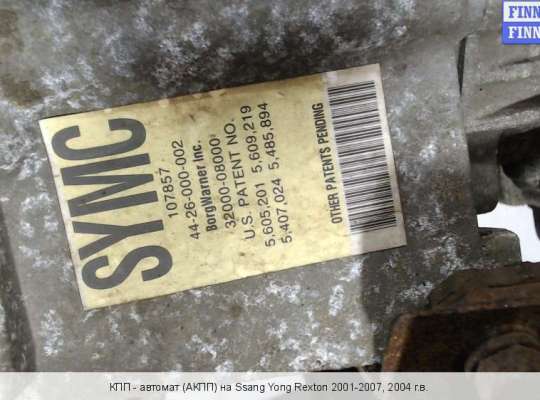 FINN
FINN
SYMC
107857
44-26-000-002
BorgWarner Inc.
32000-08000
U.S. PATENT NO.
5,605,201 5,609,219
5,407,024 5,485,894
OTHER PATENTS PENDING
КПП - автомат (АКПП) на Ssang Yong Rexton 2001-2007, 2004 г.в.